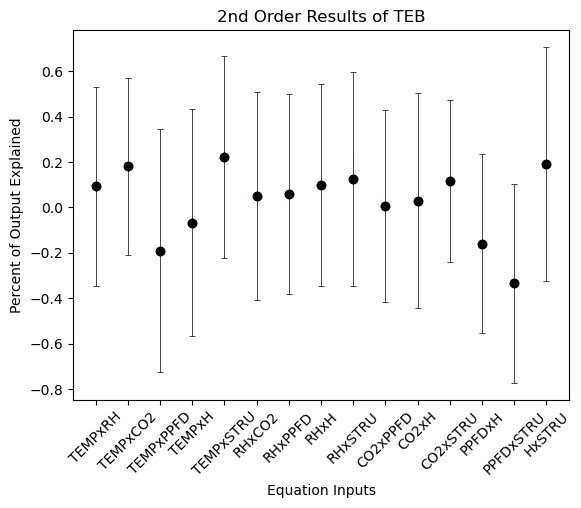 2nd Order Results of TEB
Percent of Output Explained
0.6
0.4
0.2
0.0
−0.2
−0.4
−0.6
−0.8
TEMPxRH
TEMPxCO2
TEMPxPPFD
TEMPxH
TEMPxSTRU
RHxCO2
RHxPPFD
RHxH
RHxSTRU
CO2xPPFD
CO2xH
CO2xSTRU
PPFDxH
PPFDxSTRU
HxSTRU
Equation Inputs